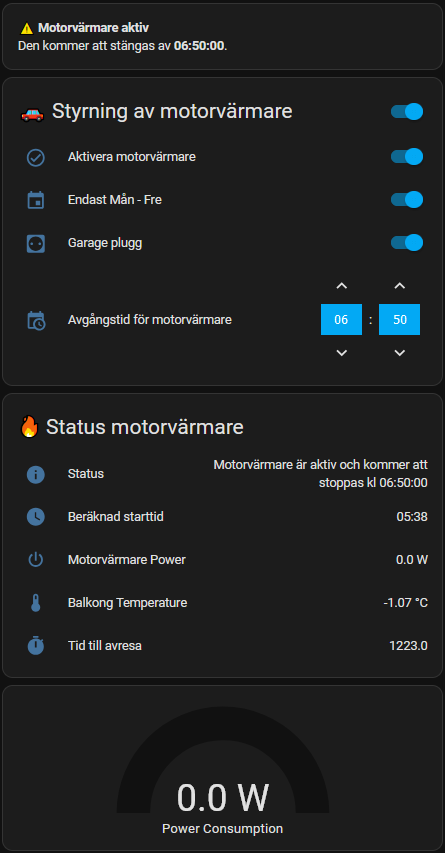 Motorvärmare aktiv
Den kommer att stängas av 06:50:00.
Styrning av motorvärmare
Aktivera motorvärmare
Endast Mån - Fre
Garage plugg
Avgångstid för motorvärmare 06 : 50
Status motorvärmare
Status Motorvärmare är aktiv och kommer att
stoppas kl 06:50:00
Beräknad starttid 05:38
Motorvärmare Power 0.0 W
Balkong Temperature -1.07 °C
Tid till avresa 1223.0
0.0 W
Power Consumption